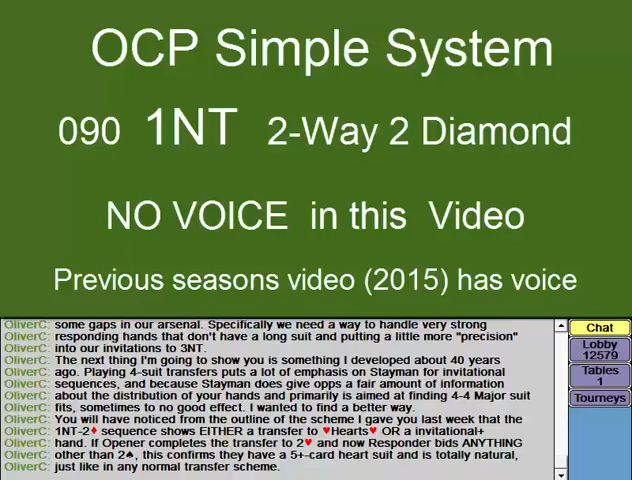 OCP Simple System
090 1NT 2-Way 2 Diamond
NO VOICE in this Video
Previous seasons video (2015) has voice
OliverC: some gaps in our arsenal. Specifically we need a way to handle very strong
OliverC: responding hands that don't have a long suit and putting a little more "precision"
OliverC: into our invitations to 3NT.
OliverC: The next thing I'm going to show you is something I developed about 40 years
OliverC: ago. Playing 4-suit transfers puts a lot of emphasis on Stayman for invitational
OliverC: sequences, and because Stayman does give opps a fair amount of information
OliverC: about the distribution of your hands and primarily is aimed at finding 4-4 Major suit
OliverC: fits, sometimes to no good effect. I wanted to find a better way.
OliverC: You will have noticed from the outline of the scheme I gave you last week that the
OliverC: 1NT-2♦ sequence shows EITHER a transfer to ♥Hearts♥ OR a invitational+
OliverC: hand. If Opener completes the transfer to 2♥ and now Responder bids ANYTHING
OliverC: other than 2♠, this confirms they have a 5+-card heart suit and is totally natural,
OliverC: just like in any normal transfer scheme.
Chat
Lobby
12579
Tables
1
Tourneys